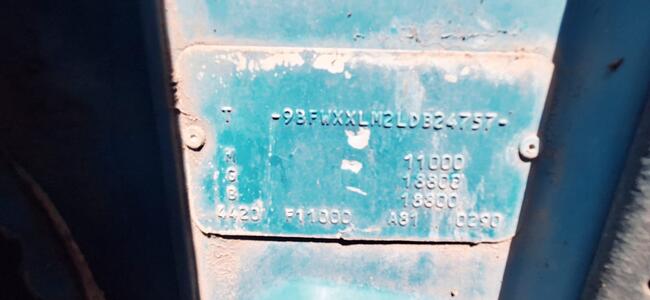 T -9BFWXXLM2LDB24757-
M 11000
G 18800
B 18800
4420 F11000 A81 0290